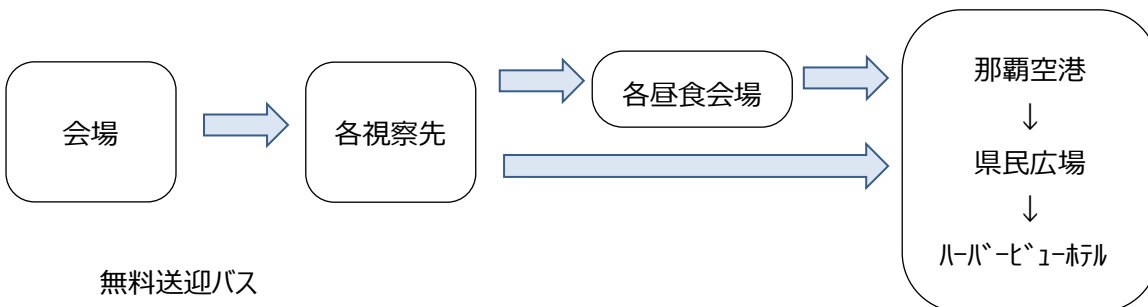 会場
各視察先
各昼食会場
那覇空港
↓
県民広場
↓
ﾊｰﾊﾞｰﾋﾞｭｰﾎﾃﾙ
無料送迎バス